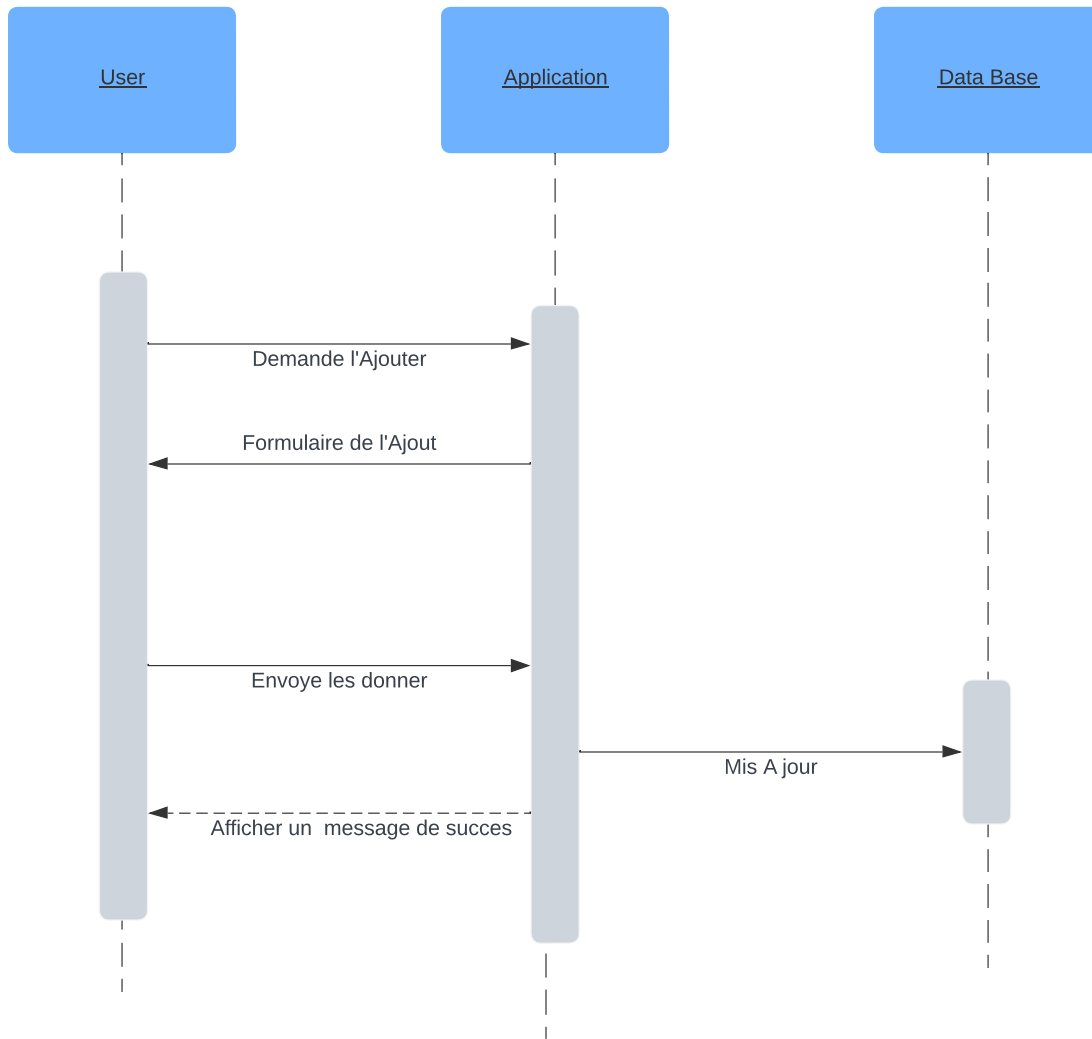 User
Application
Data Base
Demande l'Ajouter
Formulaire de l'Ajout
Envoye les donner
Mis A jour
Afficher un  message de succes